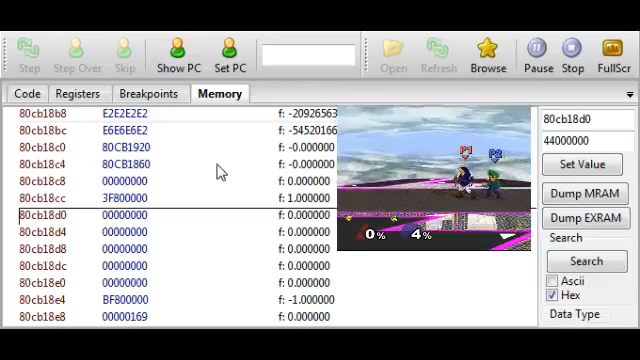 Step Step Over Skip Show PC Set PC Open Refresh Browse Pause Stop FullScr
Code Registers Breakpoints Memory
80cb18b8 E2E2E2E2 f: -20926563
80cb18bc E6E6E6E2 f: -54520166
80cb18c0 80CB1920 f: -0.000000
80cb18c4 80CB1860 f: -0.000000
80cb18c8 00000000 f: 0.000000
80cb18cc 3F800000 f: 1.000000
80cb18d0 00000000 f: 0.000000
80cb18d4 00000000 f: 0.000000
80cb18d8 00000000 f: 0.000000
80cb18dc 00000000 f: 0.000000
80cb18e0 00000000 f: 0.000000
80cb18e4 BF800000 f: -1.000000
80cb18e8 00000169 f: 0.000000
P1 P2
0% 4%
80cb18d0
44000000
Set Value
Dump MRAM
Dump EXRAM
Search
Search
Ascii
Hex
Data Type